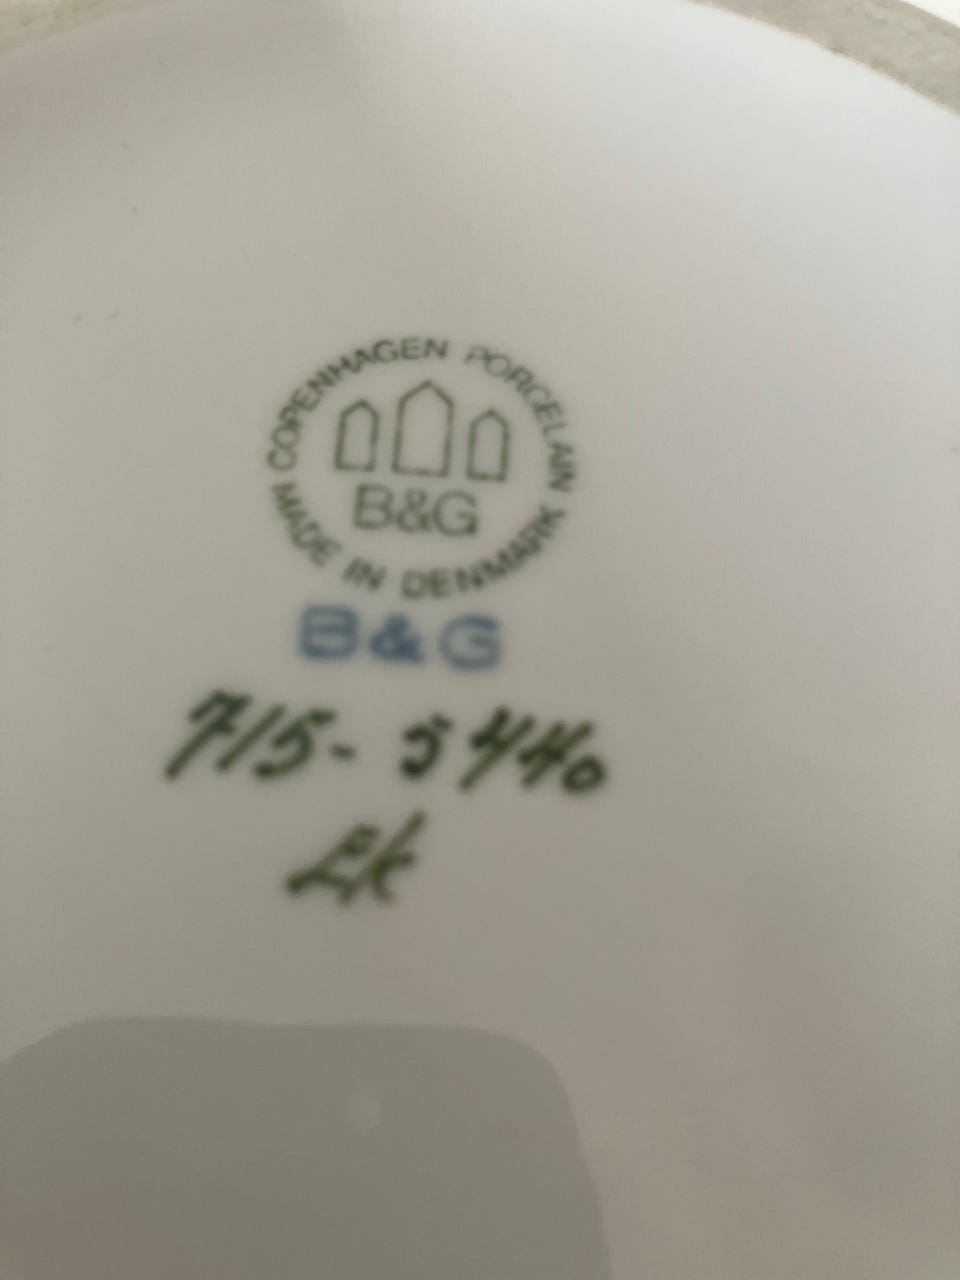 COPENHAGEN PORCELAIN
B&G
MADE IN DENMARK
B&G
715- 5440